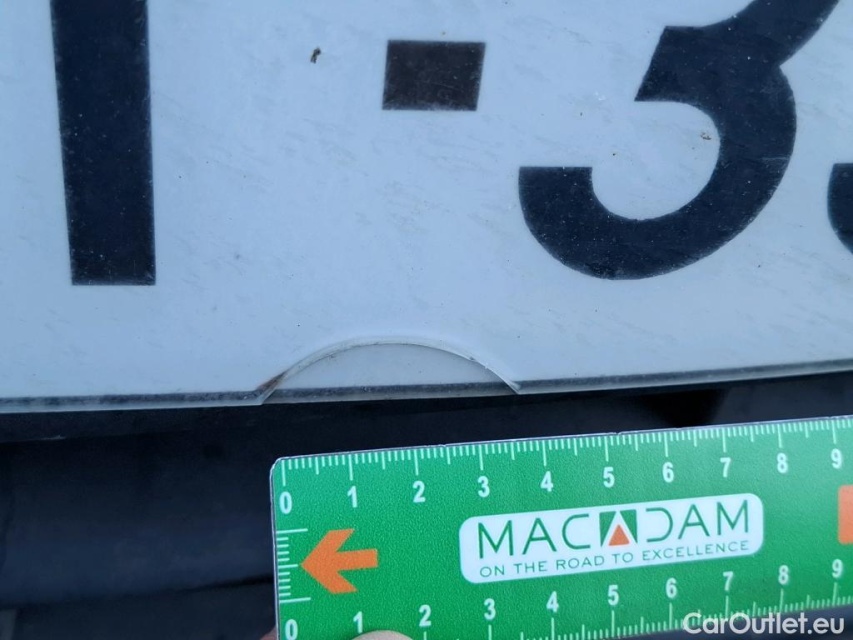 - 3
0 1 2 3 4 5 6 7 8 9
MACADAM
ON THE ROAD TO EXCELLENCE
0 1 2 3 4 5 6 7 8 9
CarOutlet.eu